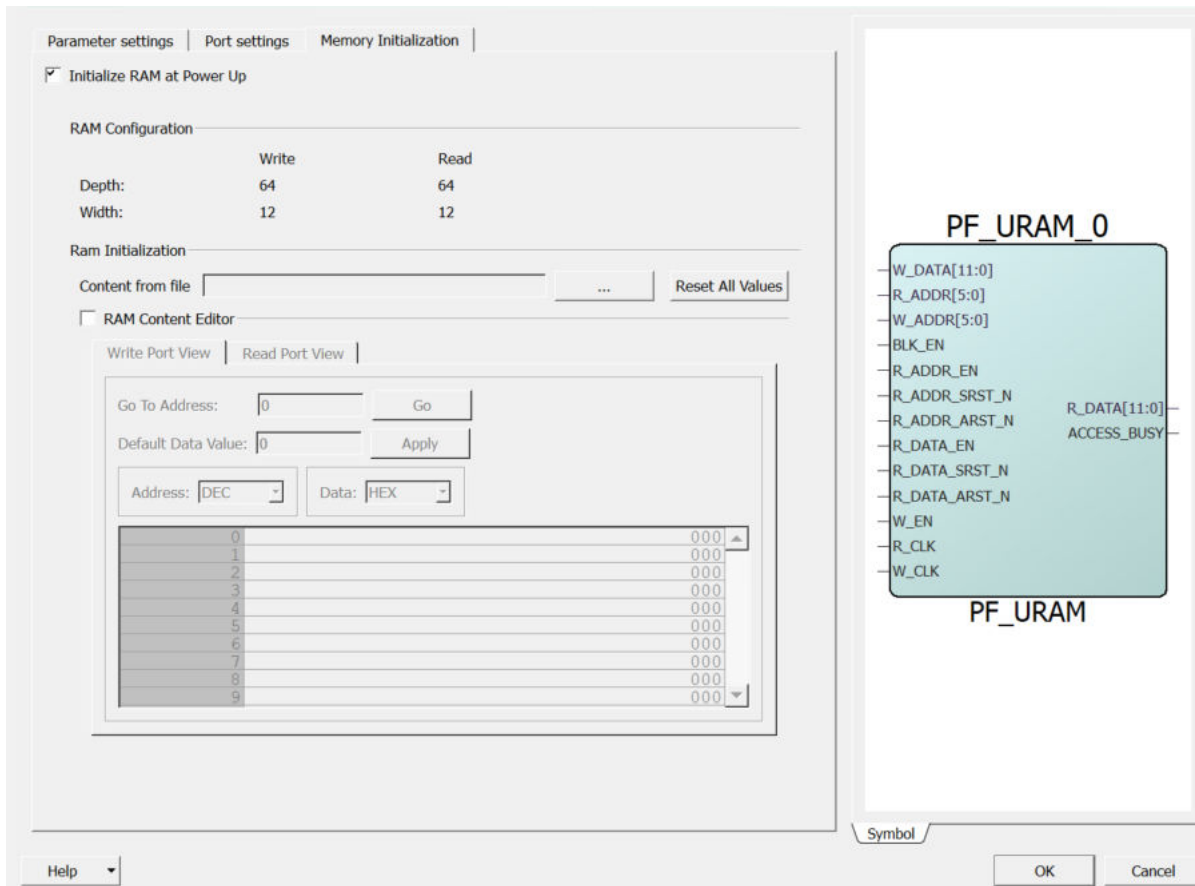 Parameter settings Port settings Memory Initialization
Initialize RAM at Power Up
RAM Configuration
Write Read
Depth: 64 64
Width: 12 12
Ram Initialization
Content from file ... Reset All Values
RAM Content Editor
Write Port View Read Port View
Go To Address: 0 Go
Default Data Value: 0 Apply
Address: DEC Data: HEX
0 000
1 000
2 000
3 000
4 000
5 000
6 000
7 000
8 000
9 000
PF_URAM_0
W_DATA[11:0]
R_ADDR[5:0]
W_ADDR[5:0]
BLK_EN
R_ADDR_EN
R_ADDR_SRST_N
R_ADDR_ARST_N
R_DATA_EN
R_DATA_SRST_N
R_DATA_ARST_N
W_EN
R_CLK
W_CLK
R_DATA[11:0]
ACCESS_BUSY
PF_URAM
Symbol
Help OK Cancel